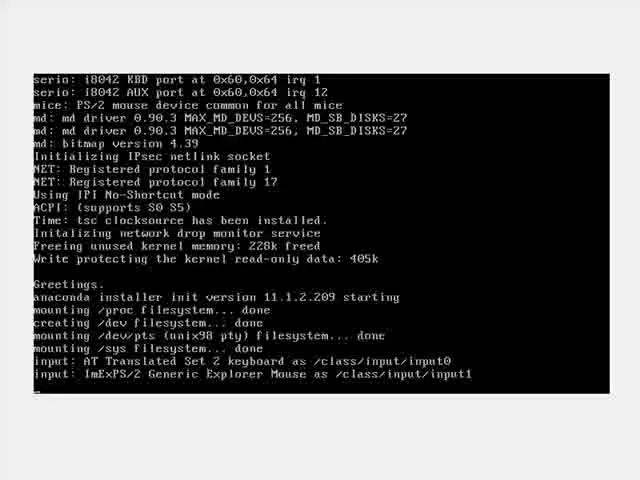 serio: i8042 KBD port at 0x60,0x64 irq 1
serio: i8042 AUX port at 0x60,0x64 irq 12
mice: PS/2 mouse device common for all mice
md: md driver 0.90.3 MAX_MD_DEVS=256, MD_SB_DISKS=27
md: md driver 0.90.3 MAX_MD_DEVS=256, MD_SB_DISKS=27
md: bitmap version 4.39
Initializing IPsec netlink socket
NET: Registered protocol family 1
NET: Registered protocol family 17
Using IPI No-Shortcut mode
ACPI: (supports S0 S5)
Time: tsc clocksource has been installed.
Initalizing network drop monitor service
Freeing unused kernel memory: 228k freed
Write protecting the kernel read-only data: 405k
Greetings.
anaconda installer init version 11.1.2.209 starting
mounting /proc filesystem... done
creating /dev filesystem... done
mounting /dev/pts (unix98 pty) filesystem... done
mounting /sys filesystem... done
input: AT Translated Set 2 keyboard as /class/input/input0
input: ImExPS/2 Generic Explorer Mouse as /class/input/input1